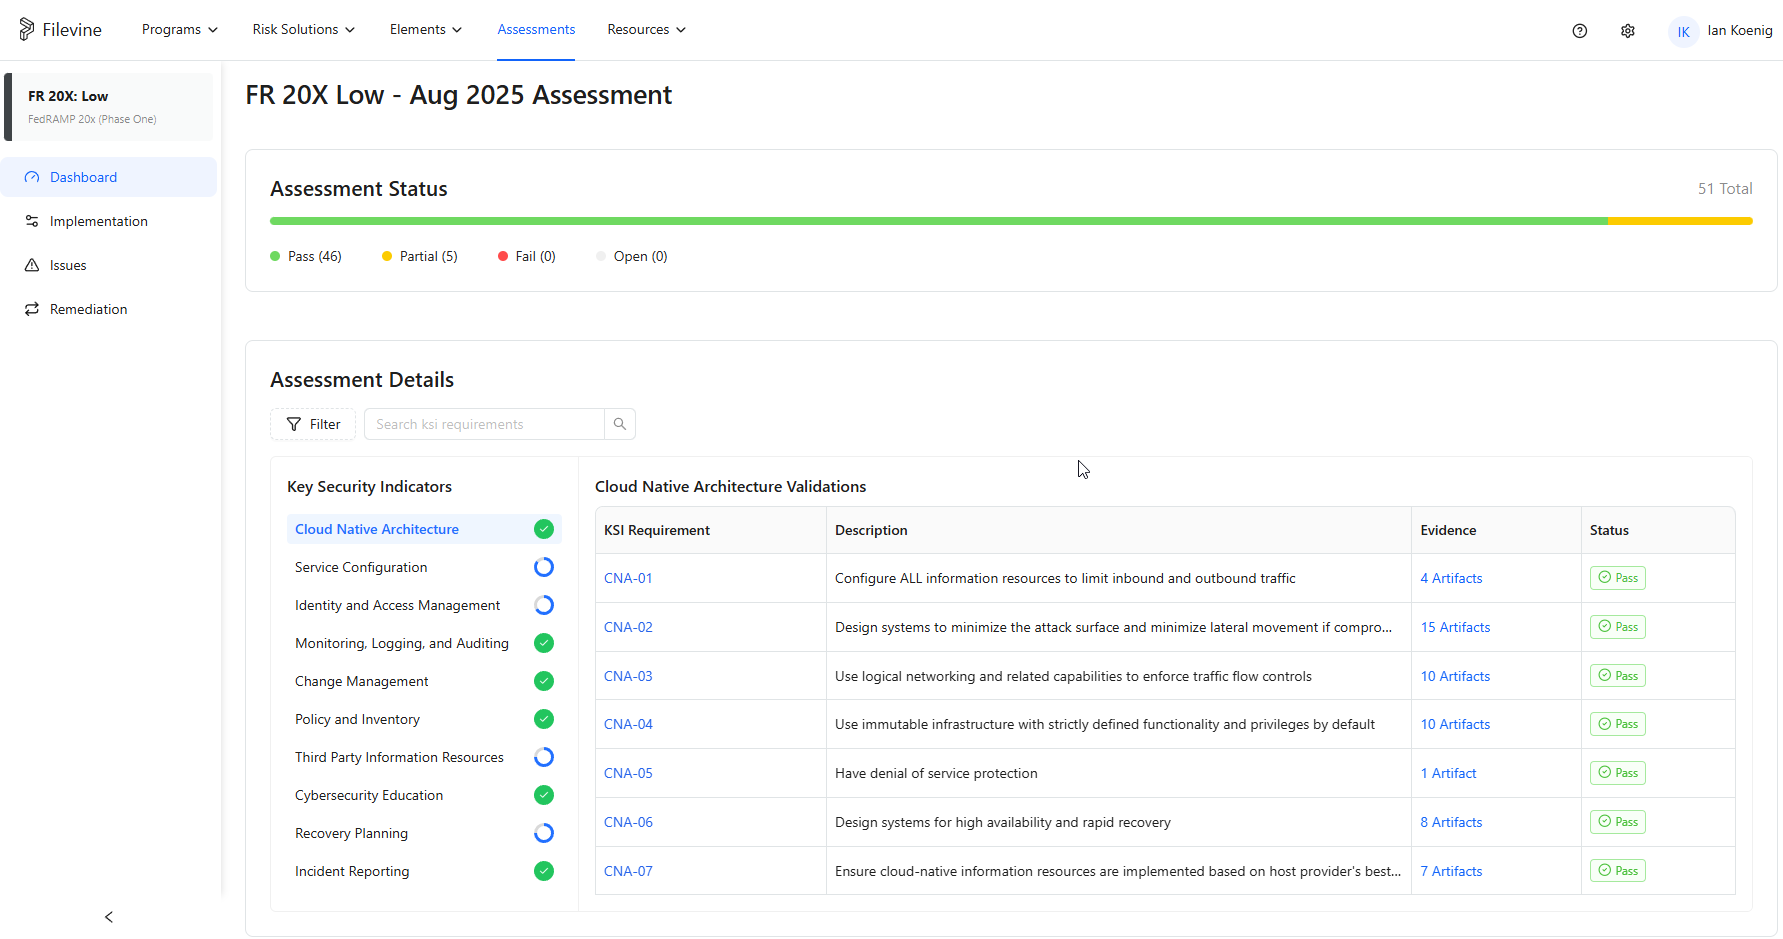 Filevine
Programs
Risk Solutions
Elements
Assessments
Resources
IK
Ian Koenig
FR 20X: Low
FedRAMP 20x (Phase One)
Dashboard
Implementation
Issues
Remediation
FR 20X Low - Aug 2025 Assessment
Assessment Status
51 Total
Pass (46)
Partial (5)
Fail (0)
Open (0)
Assessment Details
Filter
Search ksi requirements
Key Security Indicators
Cloud Native Architecture
Service Configuration
Identity and Access Management
Monitoring, Logging, and Auditing
Change Management
Policy and Inventory
Third Party Information Resources
Cybersecurity Education
Recovery Planning
Incident Reporting
Cloud Native Architecture Validations
KSI Requirement Description Evidence Status
CNA-01 Configure ALL information resources to limit inbound and outbound traffic 4 Artifacts Pass
CNA-02 Design systems to minimize the attack surface and minimize lateral movement if compro... 15 Artifacts Pass
CNA-03 Use logical networking and related capabilities to enforce traffic flow controls 10 Artifacts Pass
CNA-04 Use immutable infrastructure with strictly defined functionality and privileges by default 10 Artifacts Pass
CNA-05 Have denial of service protection 1 Artifact Pass
CNA-06 Design systems for high availability and rapid recovery 8 Artifacts Pass
CNA-07 Ensure cloud-native information resources are implemented based on host provider's best... 7 Artifacts Pass